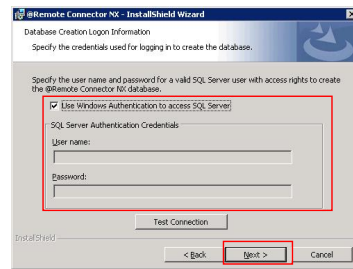 @Remote Connector NX - InstallShield Wizard
Database Creation Logon Information
Specify the credentials used for logging in to create the database.
Specify the user name and password for a valid SQL Server user with access rights to create
the @Remote Connector NX database.
Use Windows Authentication to access SQL Server
SQL Server Authentication Credentials
User name:
Password:
Test Connection
InstallShield
< Back
Next >
Cancel